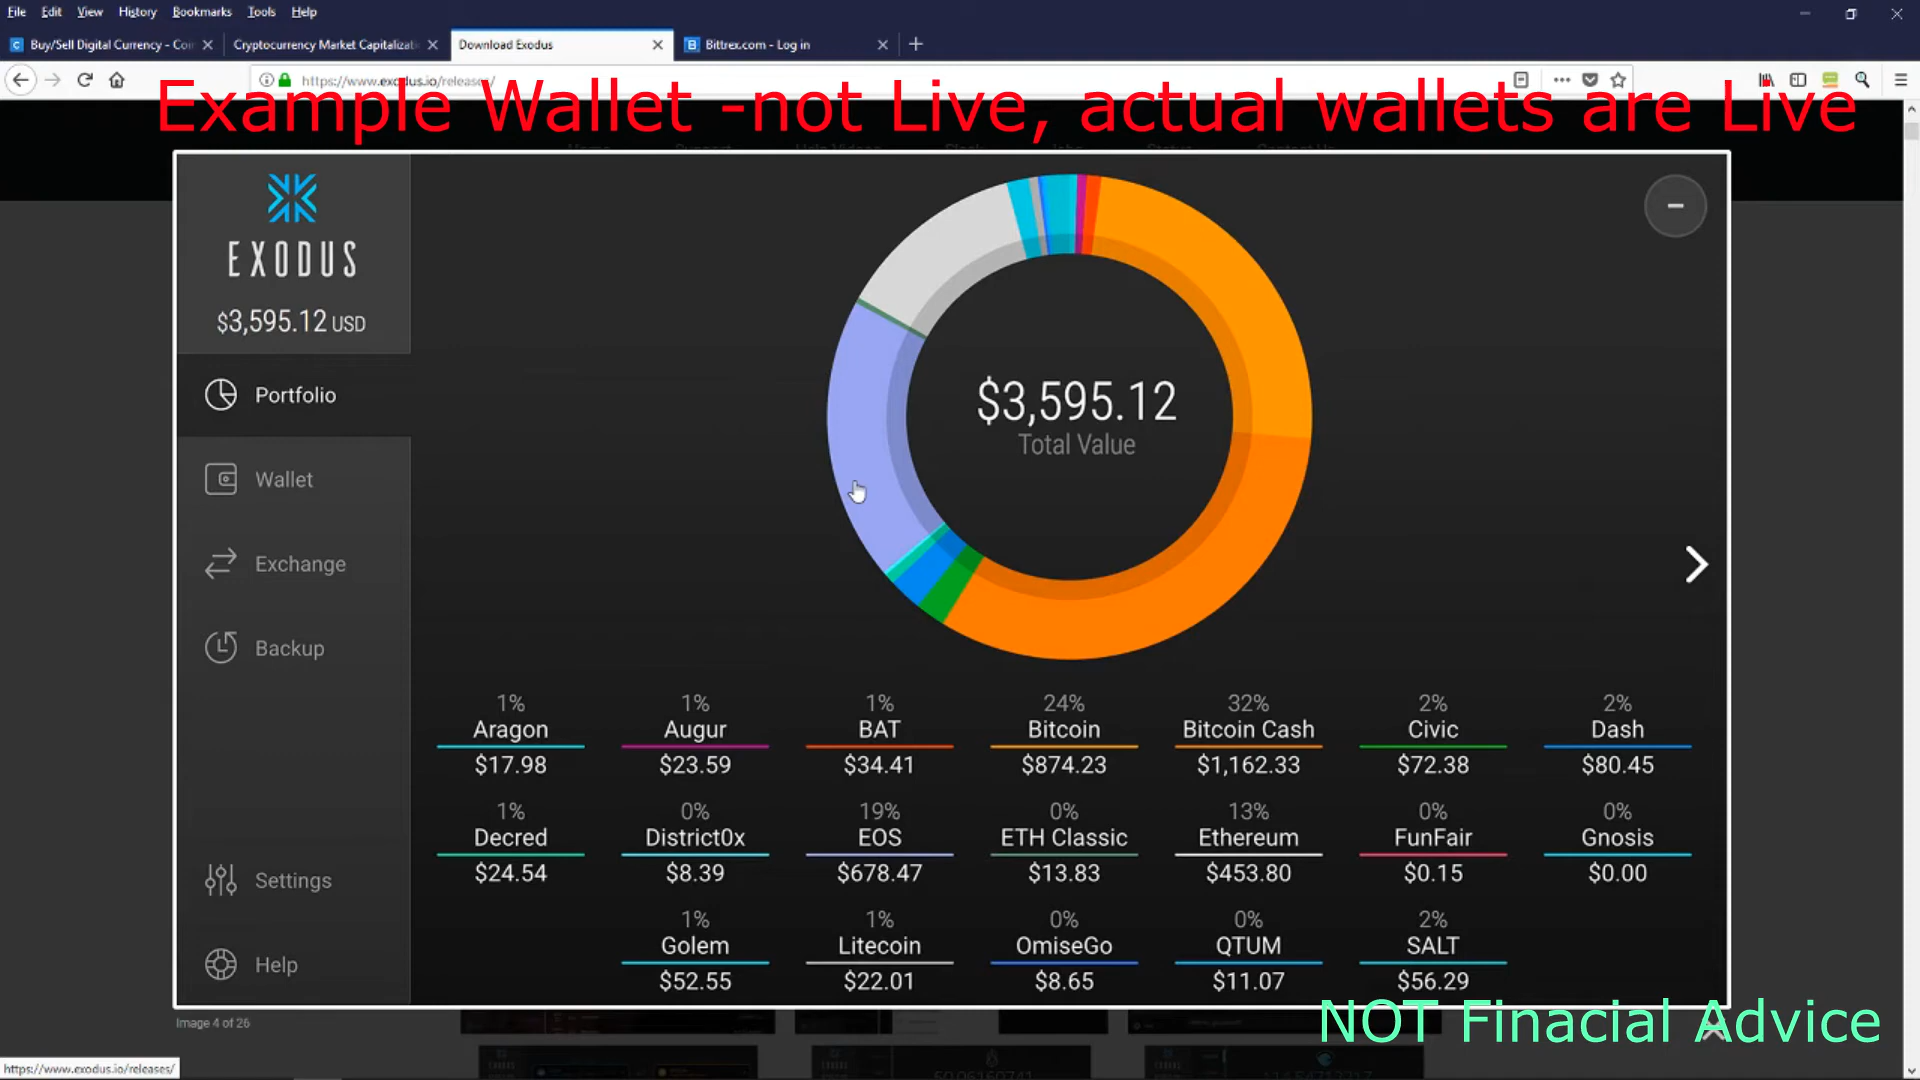 File Edit View History Bookmarks Tools Help
Buy/Sell Digital Currency - Coi
Cryptocurrency Market Capitalizati
Download Exodus
Bittrex.com - Log in
https://www.exodus.io/releases/
Example Wallet -not Live, actual wallets are Live
EXODUS
$3,595.12 USD
Portfolio
Wallet
Exchange
Backup
Settings
Help
$3,595.12
Total Value
1% 1% 1% 24% 32% 2% 2%
Aragon Augur BAT Bitcoin Bitcoin Cash Civic Dash
$17.98 $23.59 $34.41 $874.23 $1,162.33 $72.38 $80.45
1% 0% 19% 0% 13% 0% 0%
Decred District0x EOS ETH Classic Ethereum FunFair Gnosis
$24.54 $8.39 $678.47 $13.83 $453.80 $0.15 $0.00
1% 1% 0% 0% 2%
Golem Litecoin OmiseGo QTUM SALT
$52.55 $22.01 $8.65 $11.07 $56.29
Image 4 of 26
NOT Finacial Advice
https://www.exodus.io/releases/